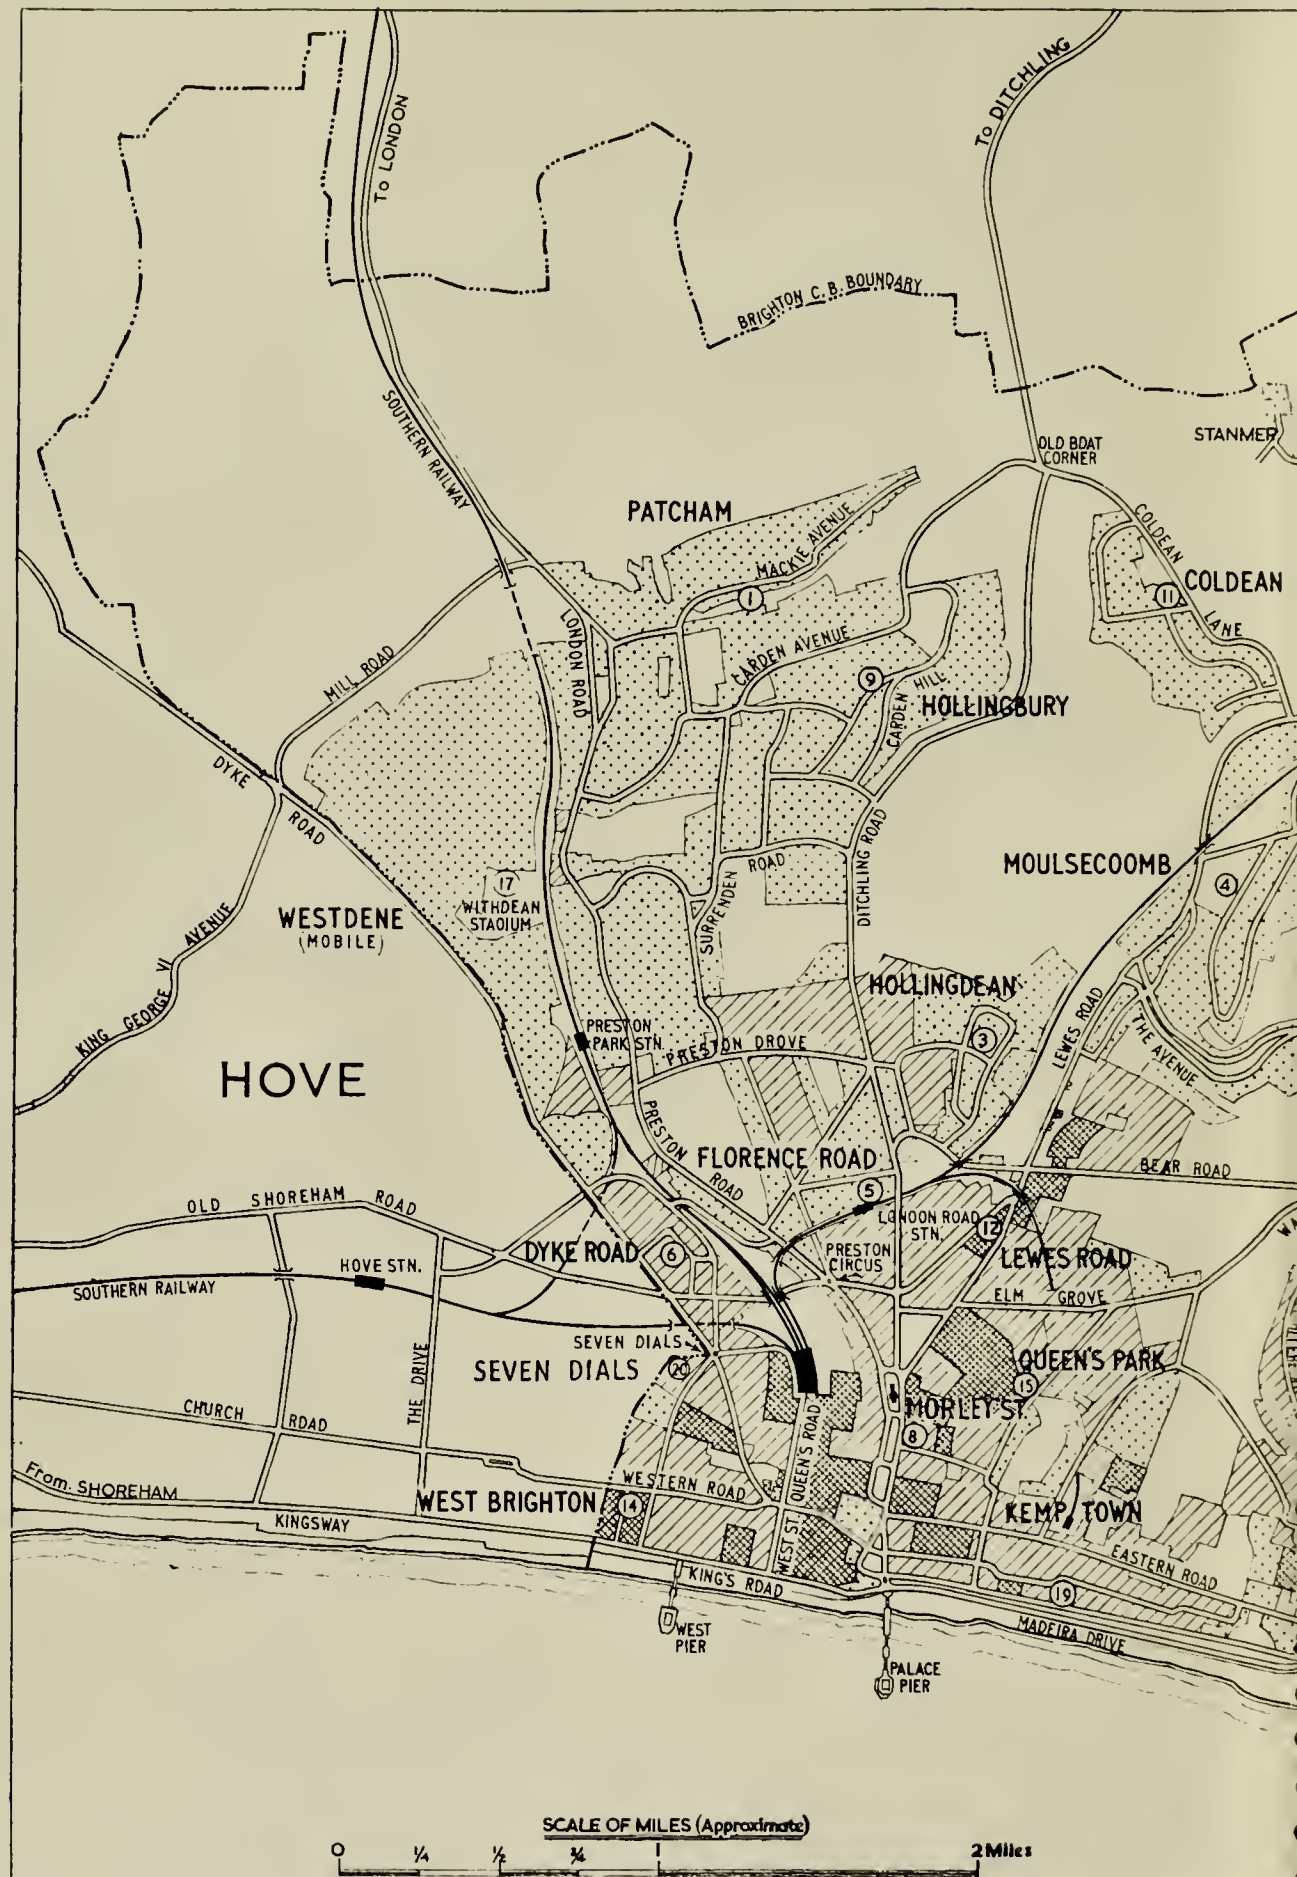 To LONDON
To DITCHLING
BRIGHTON C. B. BOUNDARY
SOUTHERN RAILWAY
STANMER
OLD BOAT
CORNER
PATCHAM
MACKIE AVENUE
COLDEAN
LANE
COLDEAN
11
1
LONDON ROAD
CARDEN AVENUE
MILL ROAD
9
CARDEN HILL
HOLLINGBURY
DYKE
ROAD
DITCHLING ROAD
MOULSECOOMB
4
SURRENDEN ROAD
17
WITHDEAN
STADIUM
WESTDENE
(MOBILE)
KING GEORGE VI AVENUE
HOLLINGDEAN
3
LEWES ROAD
THE AVENUE
PRESTON
PARK STN.
PRESTON DROVE
HOVE
PRESTON
ROAD
FLORENCE ROAD
BEAR ROAD
5
OLD SHOREHAM ROAD
LONDON ROAD
STN.
12
DYKE ROAD
6
PRESTON
CIRCUS
LEWES ROAD
HOVE STN.
SOUTHERN RAILWAY
ELM GROVE
SEVEN DIALS
SEVEN DIALS
20
QUEEN'S PARK
15
THE DRIVE
CHURCH ROAD
MORLEY ST.
8
QUEEN'S ROAD
From SHOREHAM
WESTERN ROAD
WEST BRIGHTON
14
KEMP TOWN
KINGSWAY
WEST ST.
EASTERN ROAD
KING'S ROAD
19
MADEIRA DRIVE
WEST
PIER
PALACE
PIER
SCALE OF MILES (Approximate)
0 1/4 1/2 3/4 1 2 Miles